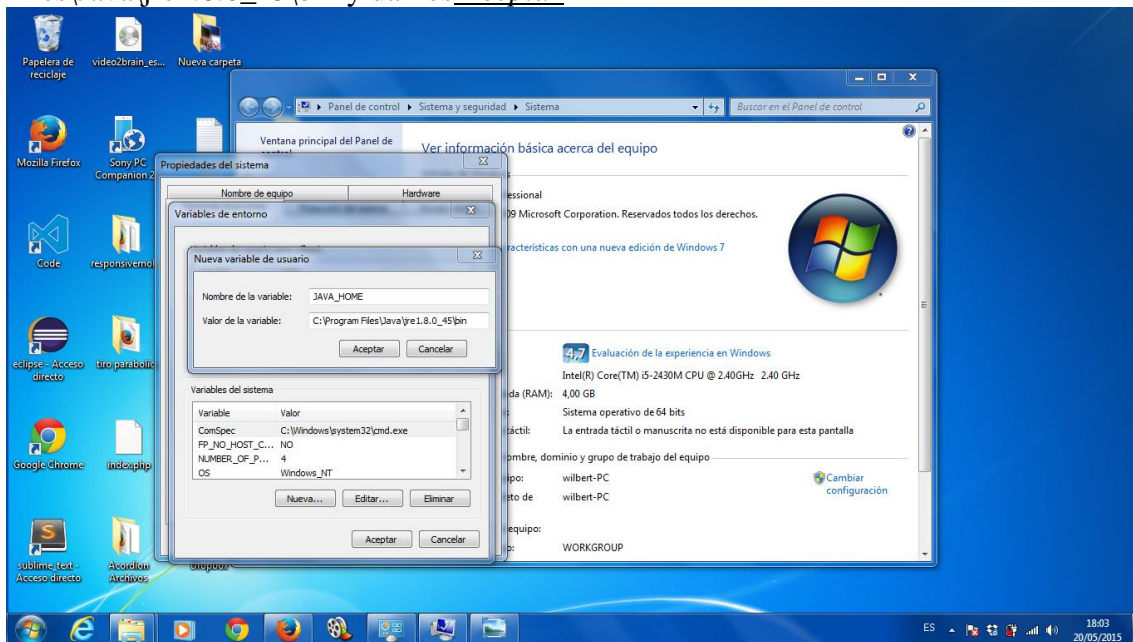 Papelera de reciclaje
video2brain_es...
Nueva carpeta
Mozilla Firefox
Sony PC Companion 2
Code
responsivemol
eclipse - Acceso directo
tiro parabolic
Google Chrome
index.php
sublime_text - Acceso directo
Acordion Archivos
Panel de control
Sistema y seguridad
Sistema
Buscar en el Panel de control
Ventana principal del Panel de
Ver información básica acerca del equipo
essional
09 Microsoft Corporation. Reservados todos los derechos.
racterísticas con una nueva edición de Windows 7
4,7 Evaluación de la experiencia en Windows
Intel(R) Core(TM) i5-2430M CPU @ 2.40GHz 2.40 GHz
da (RAM): 4,00 GB
Sistema operativo de 64 bits
táctil: La entrada táctil o manuscrita no está disponible para esta pantalla
ombre, dominio y grupo de trabajo del equipo
ipo: wilbert-PC
Cambiar configuración
eto de wilbert-PC
equipo:
WORKGROUP
Propiedades del sistema
Nombre de equipo
Hardware
Variables de entorno
Nueva variable de usuario
Nombre de la variable: JAVA_HOME
Valor de la variable: C:\Program Files\Java\jre1.8.0_45\bin
Aceptar
Cancelar
Variables del sistema
Variable Valor
ComSpec C:\Windows\system32\cmd.exe
FP_NO_HOST_C... NO
NUMBER_OF_P... 4
OS Windows_NT
Nueva...
Editar...
Eliminar
Aceptar
Cancelar
ES
18:03
20/05/2015